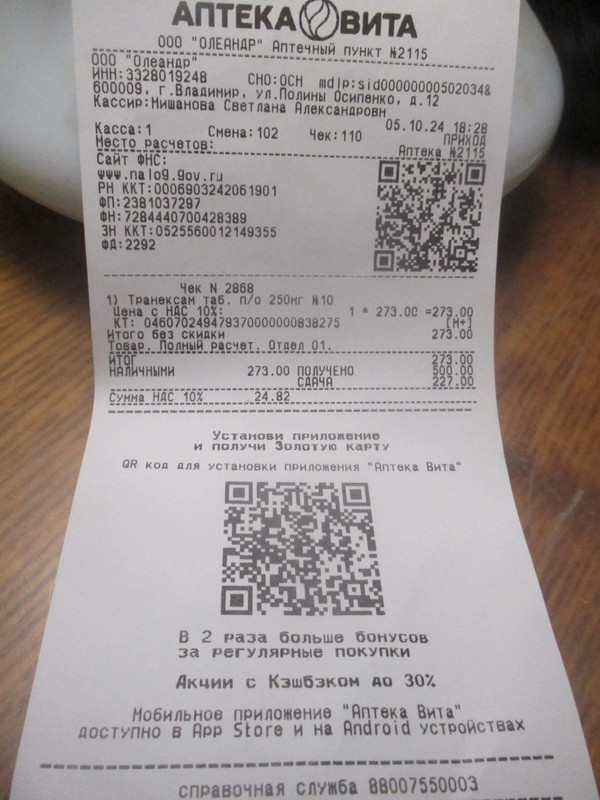 АПТЕКА ВИТА
ООО "ОЛЕАНДР" Аптечный пункт №2115
ООО "Олеандр"
ИНН:3328019248 СНО:ОСН mdlp:sid00000000502034&
600009, г.Владимир, ул.Полины Осипенко, д.12
Кассир:Мишанова Светлана Александровн
05.10.24 18:28
Касса:1 Смена:102 Чек:110 ПРИХОД
Место расчетов: Аптека №2115
Сайт ФНС:
www.nalog.gov.ru
РН ККТ:0006903242061901
ФП:2381037297
ФН:7284440700428389
ЗН ККТ:0525560012149355
ФД:2292
Чек N 2868
1) Транексам таб. п/о 250мг №10
Цена с НДС 10%: 1 * 273.00 =273.00
КТ: 046070249479370000000838275 [М+]
Итого без скидки 273.00
Товар. Полный расчет. Отдел 01.
ИТОГ 273.00
НАЛИЧНЫМИ 273.00 ПОЛУЧЕНО 500.00
СДАЧА 227.00
Сумма НДС 10% 24.82
Установи приложение
и получи Золотую карту
QR код для установки приложения "Аптека Вита"
В 2 раза больше бонусов
за регулярные покупки
Акции с Кэшбэком до 30%
Мобильное приложение "Аптека Вита"
доступно в App Store и на Android устройствах
справочная служба 88007550003